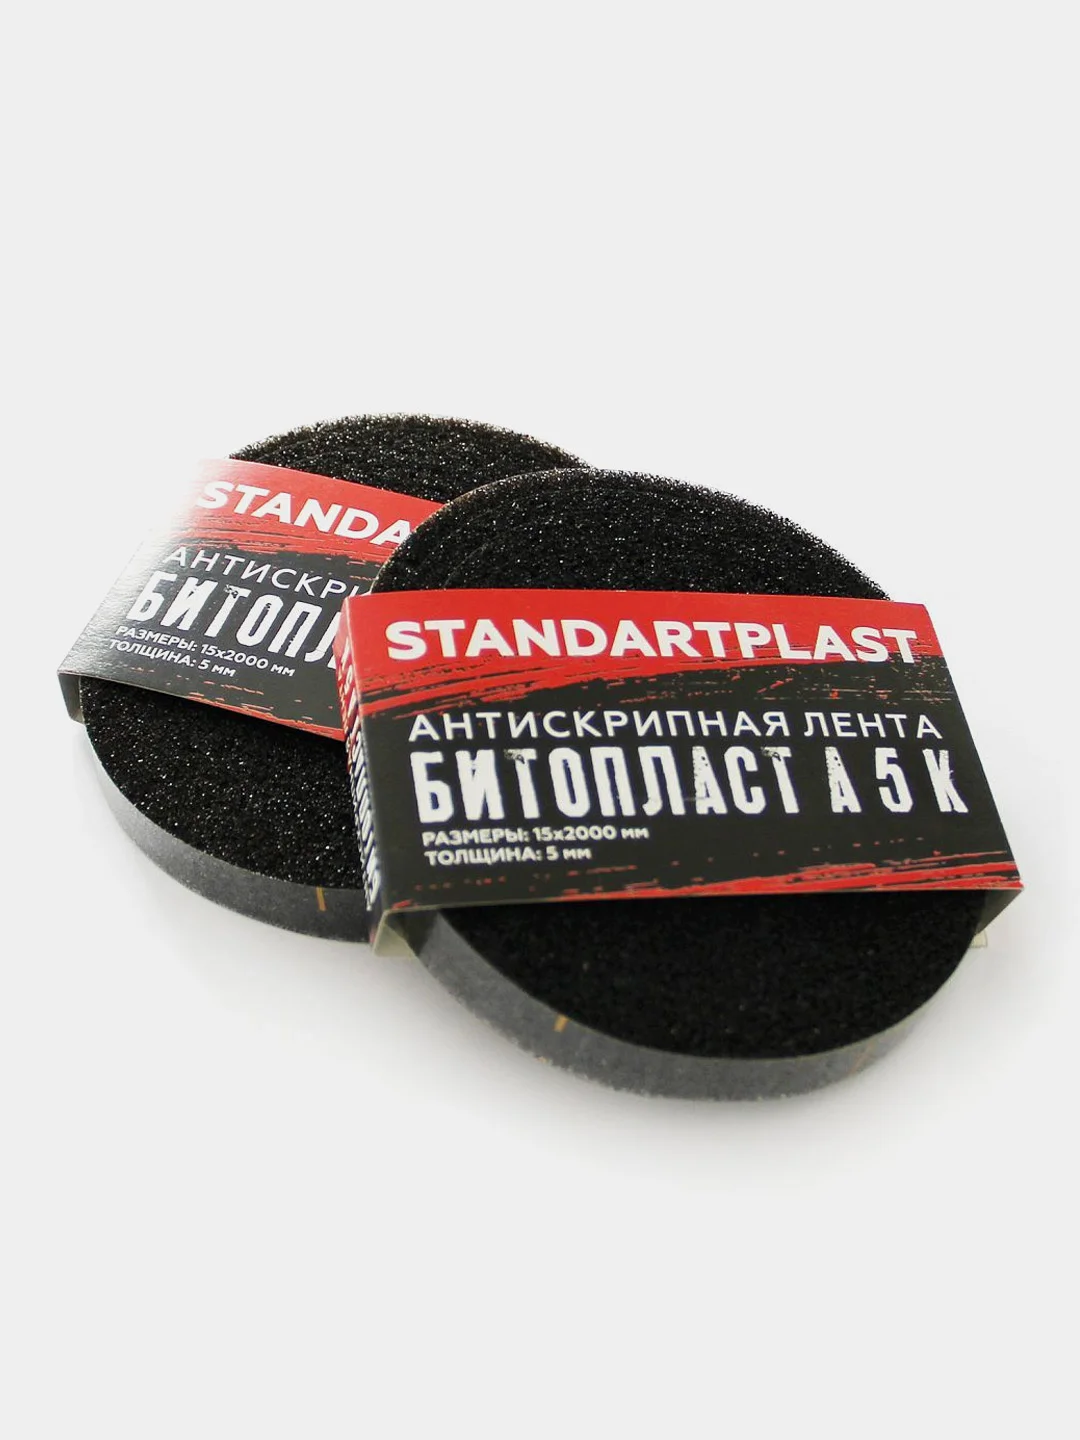 STANDA
АНТИСКРИ
БИТОПЛ
РАЗМЕРЫ: 15х2000 мм
ТОЛЩИНА: 5 мм
STANDARTPLAST
АНТИСКРИПНАЯ ЛЕНТА
БИТОПЛАСТ А 5 К
РАЗМЕРЫ: 15х2000 мм
ТОЛЩИНА: 5 мм